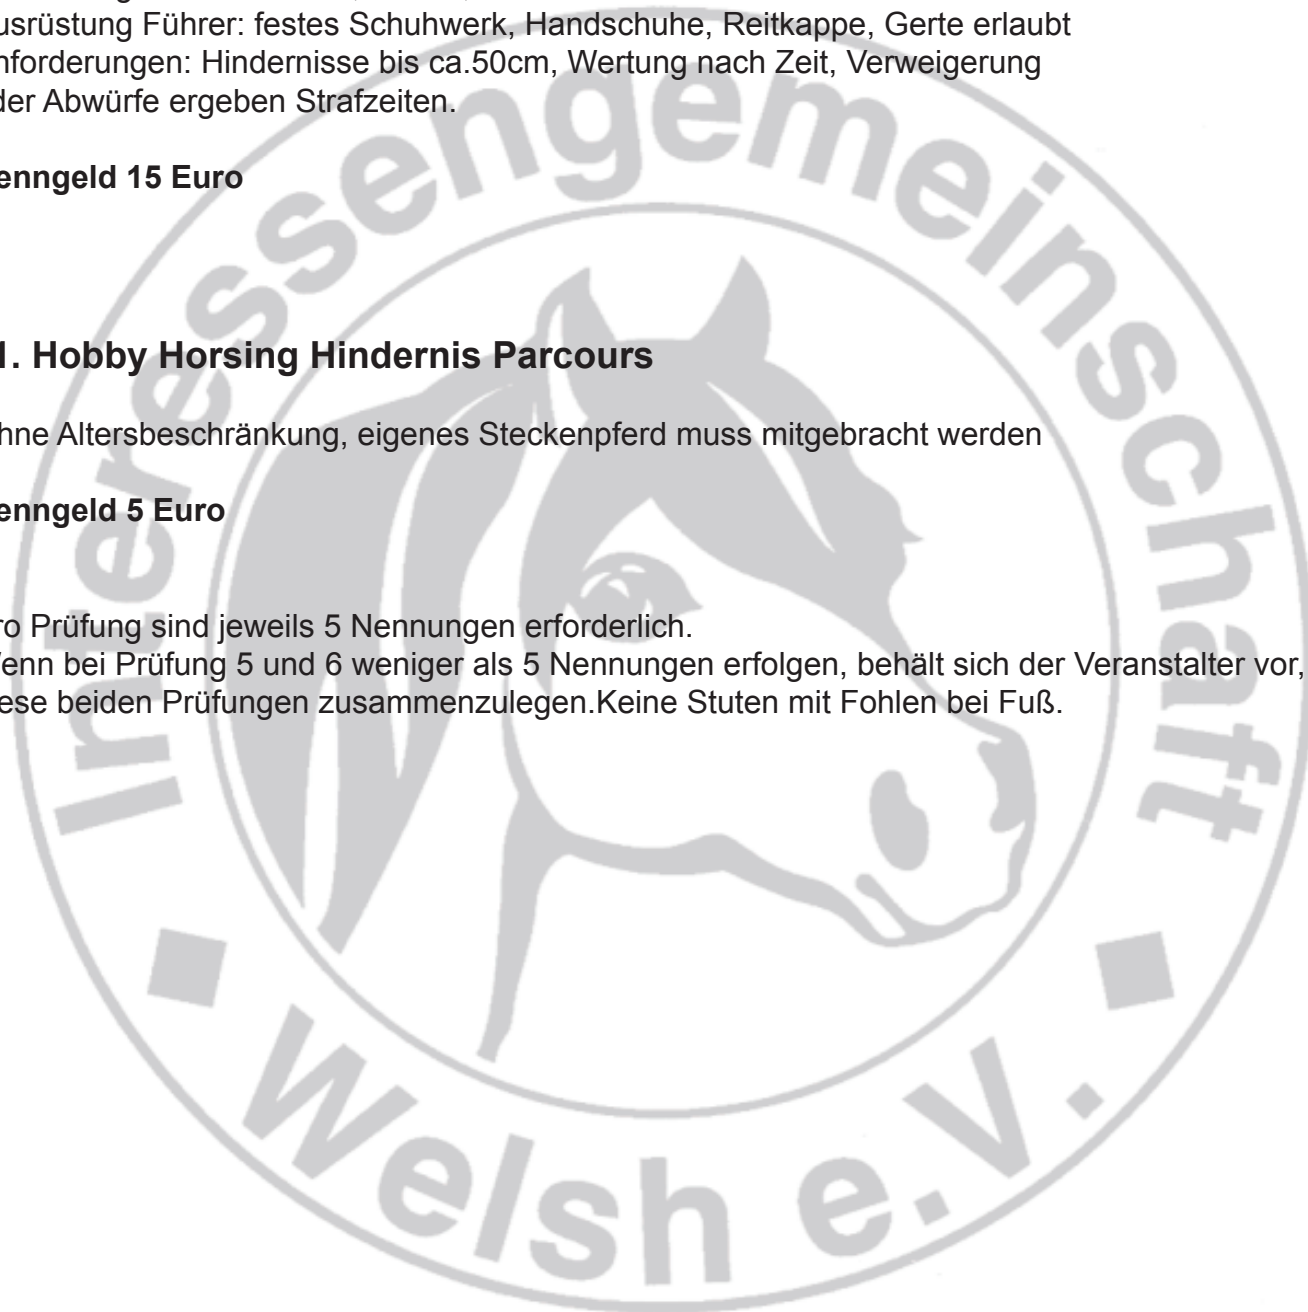 usrüstung Führer: festes Schuhwerk, Handschuhe, Reitkappe, Gerte erlaubt
nforderungen: Hindernisse bis ca.50cm, Wertung nach Zeit, Verweigerung
der Abwürfe ergeben Strafzeiten.
enngeld 15 Euro
1. Hobby Horsing Hindernis Parcours
hne Altersbeschränkung, eigenes Steckenpferd muss mitgebracht werden
enngeld 5 Euro
ro Prüfung sind jeweils 5 Nennungen erforderlich.
enn bei Prüfung 5 und 6 weniger als 5 Nennungen erfolgen, behält sich der Veranstalter vor,
iese beiden Prüfungen zusammenzulegen.Keine Stuten mit Fohlen bei Fuß.
Interessengemeinschaft
Welsh e.V.